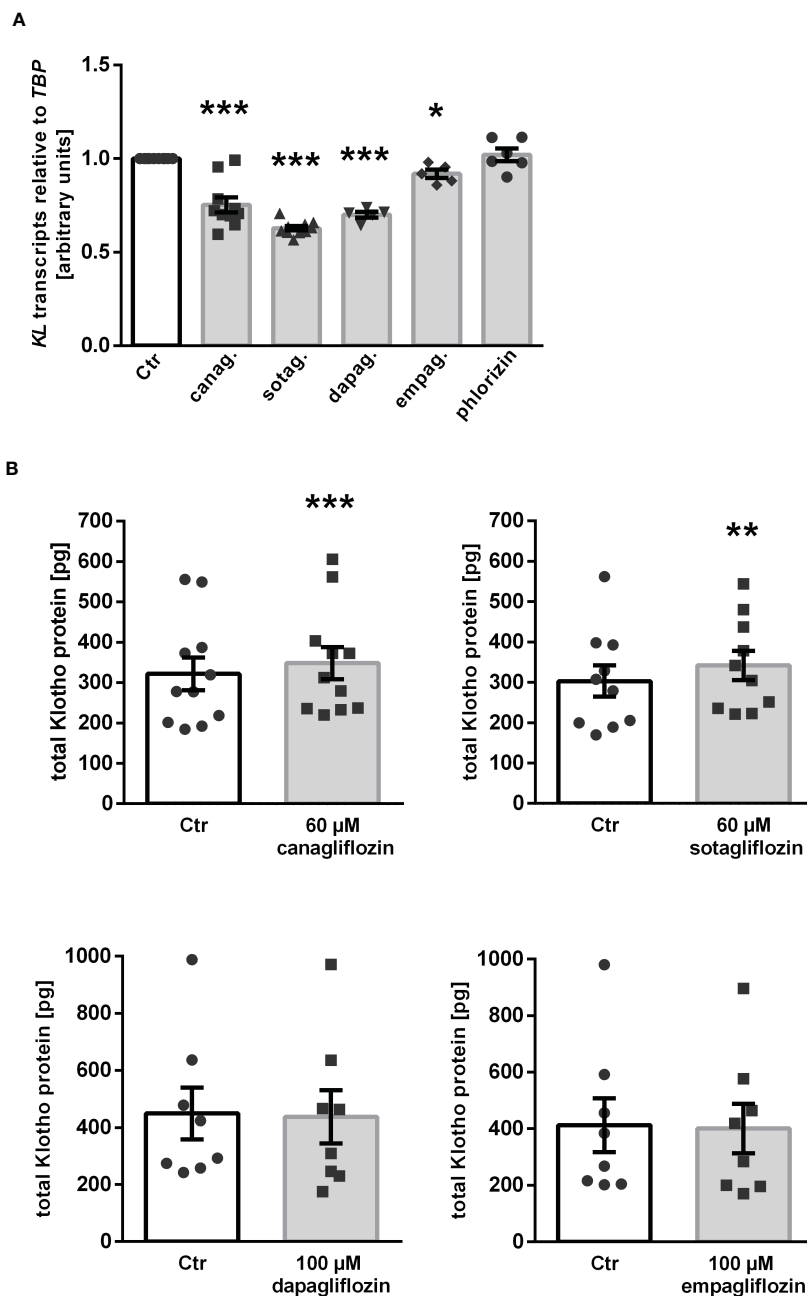 A
KL transcripts relative to TBP
[arbitrary units]
1.5
1.0
0.5
0.0
***
***
***
*
Ctr
canag.
sotag.
dapag.
empag.
phlorizin
B
total Klotho protein [pg]
700
600
500
400
300
200
100
0
***
Ctr
60 µM
canagliflozin
total Klotho protein [pg]
700
600
500
400
300
200
100
0
**
Ctr
60 µM
sotagliflozin
total Klotho protein [pg]
1000
800
600
400
200
0
Ctr
100 µM
dapagliflozin
total Klotho protein [pg]
1000
800
600
400
200
0
Ctr
100 µM
empagliflozin